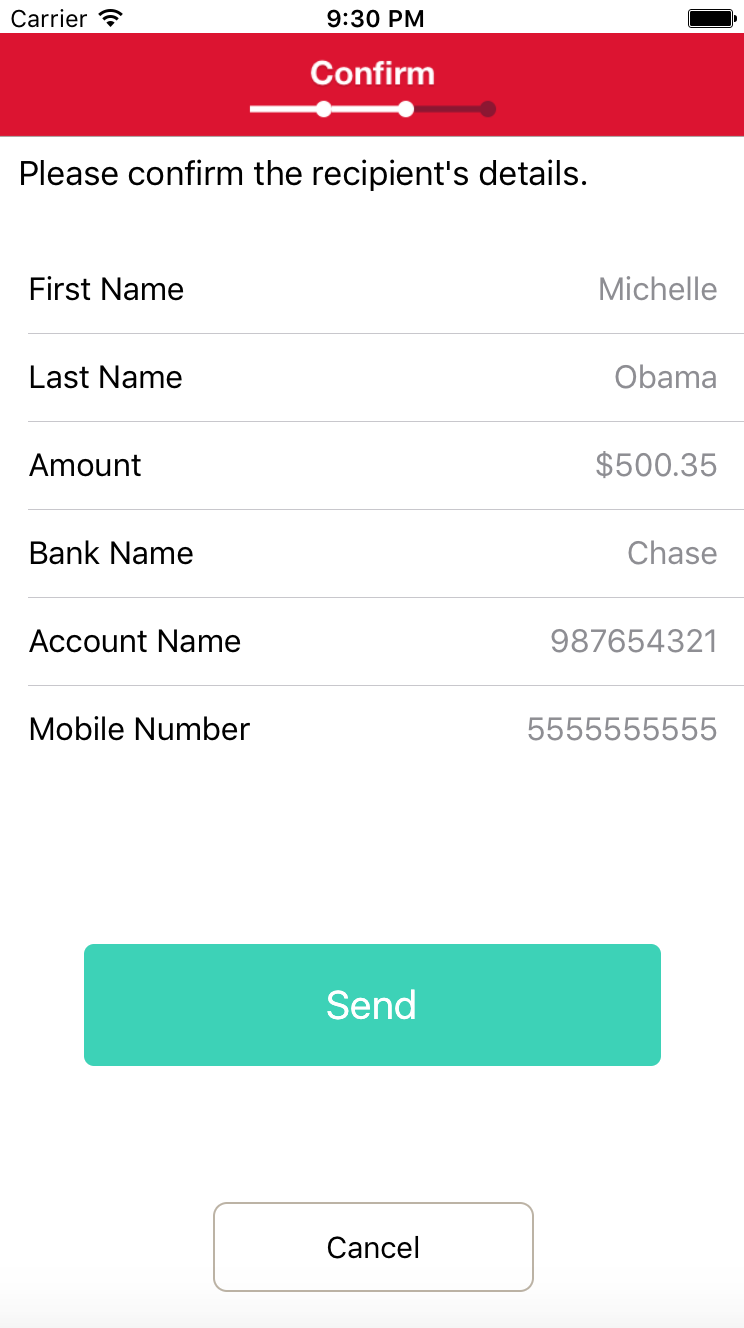 Carrier 9:30 PM
Confirm
Please confirm the recipient's details.
First Name Michelle
Last Name Obama
Amount $500.35
Bank Name Chase
Account Name 987654321
Mobile Number 5555555555
Send
Cancel